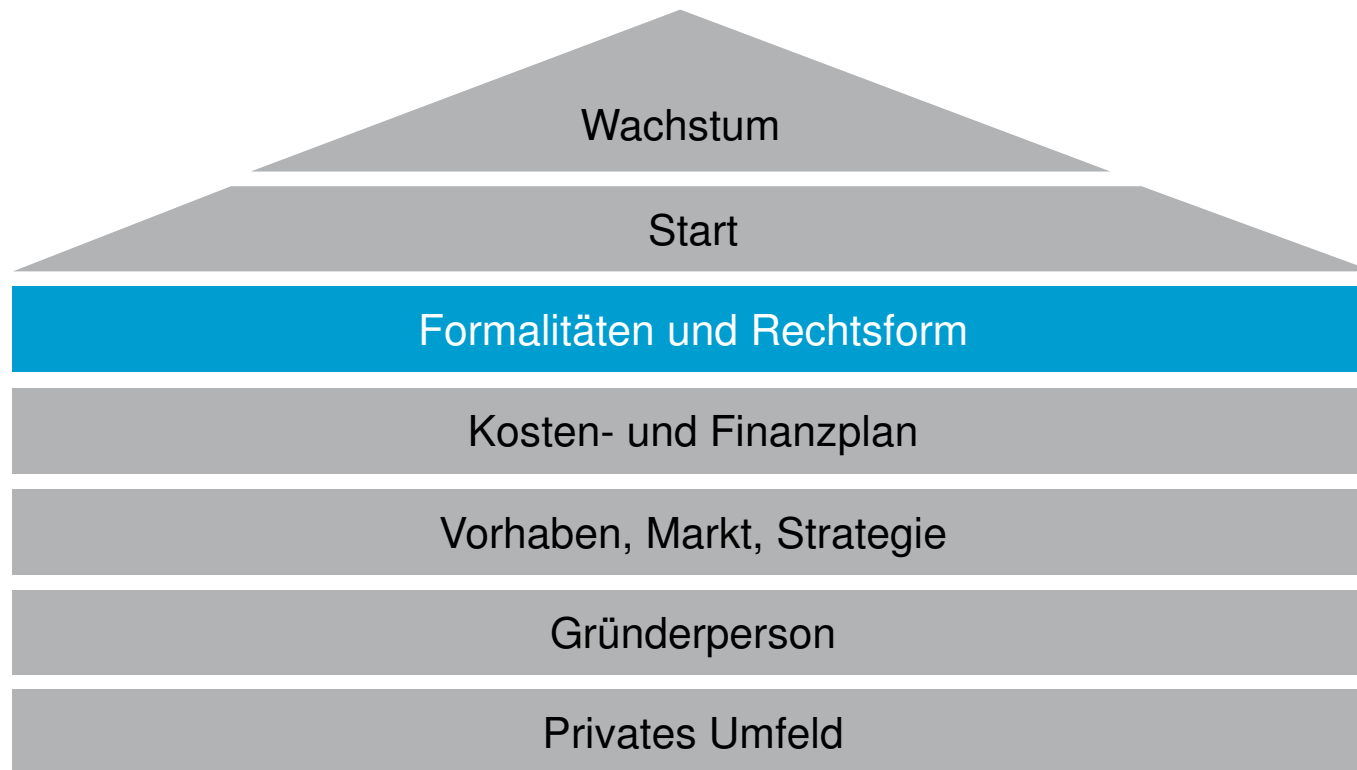 Wachstum
Start
Formalitäten und Rechtsform
Kosten- und Finanzplan
Vorhaben, Markt, Strategie
Gründerperson
Privates Umfeld